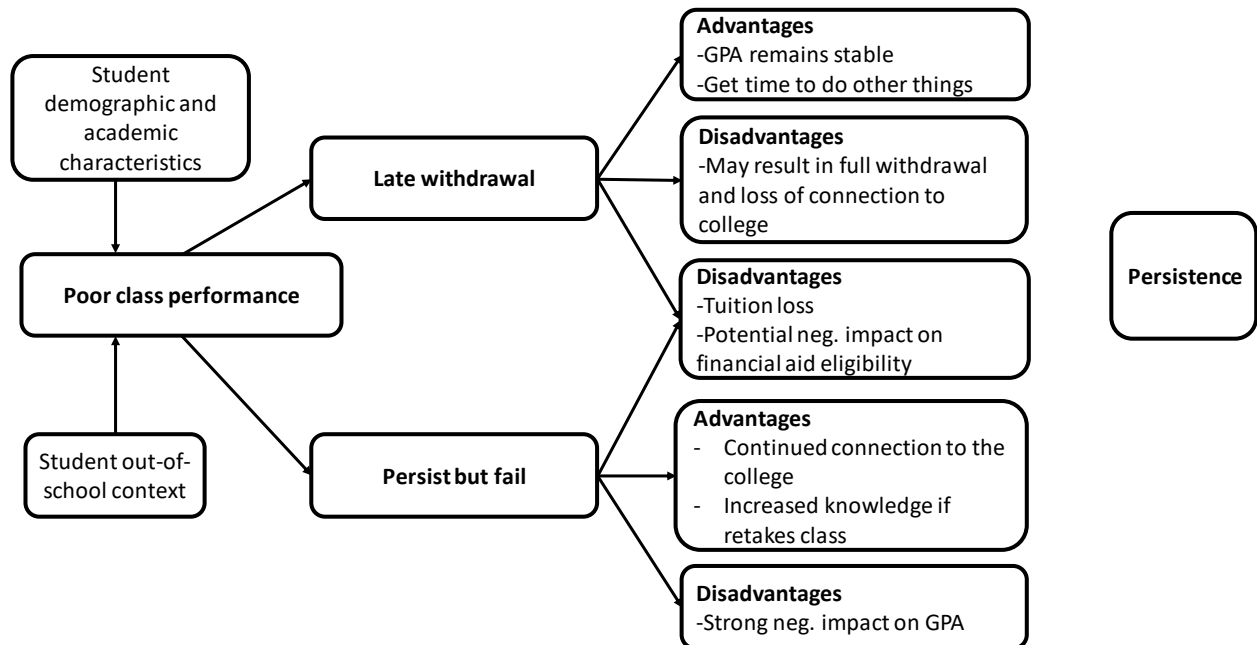 Student
demographic and
academic
characteristics
Poor class performance
Student out-of-
school context
Late withdrawal
Persist but fail
Advantages
-GPA remains stable
-Get time to do other things
Disadvantages
-May result in full withdrawal
and loss of connection to
college
Disadvantages
-Tuition loss
-Potential neg. impact on
financial aid eligibility
Advantages
- Continued connection to the
college
- Increased knowledge if
retakes class
Disadvantages
-Strong neg. impact on GPA
Persistence